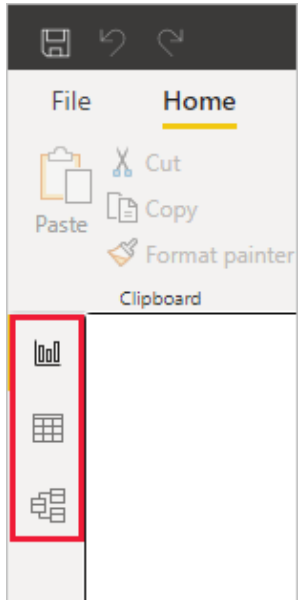 File Home
Cut
Copy
Paste
Format painter
Clipboard